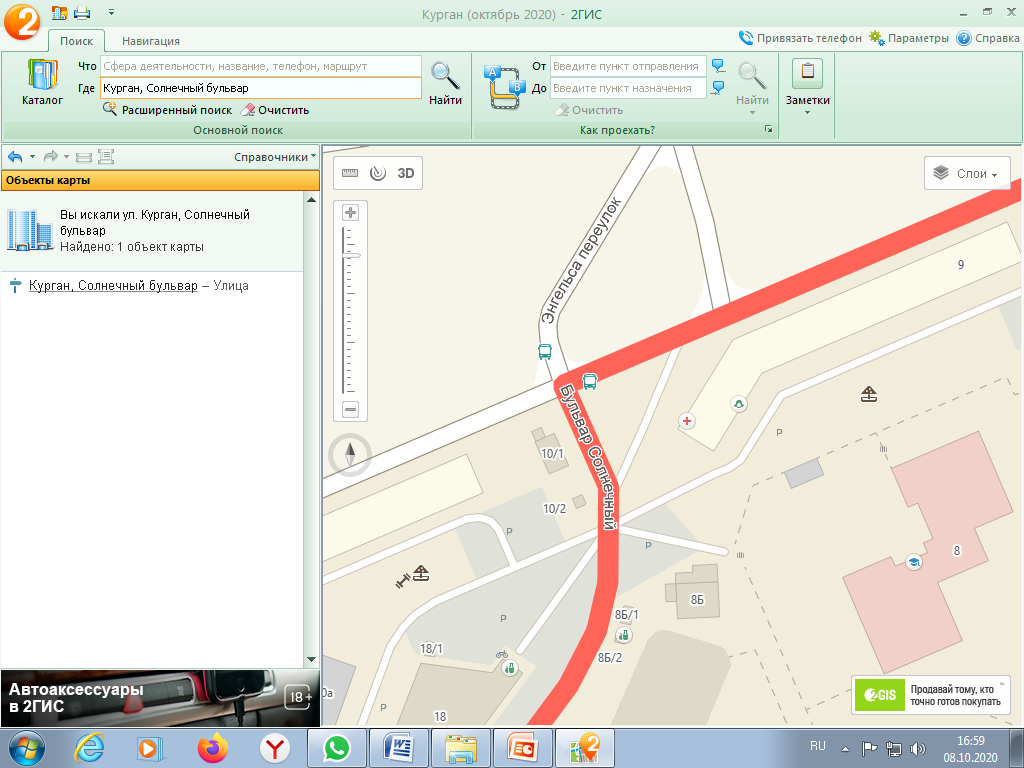 Курган (октябрь 2020) - 2ГИС
Поиск
Навигация
Привязать телефон
Параметры
Справка
Каталог
Что
Сфера деятельности, название, телефон, маршрут
Где
Курган, Солнечный бульвар
Расширенный поиск
Очистить
Найти
Основной поиск
От
Введите пункт отправления
До
Введите пункт назначения
Очистить
Найти
Как проехать?
Заметки
Справочники
Объекты карты
Вы искали ул. Курган, Солнечный
бульвар
Найдено: 1 объект карты
Курган, Солнечный бульвар – Улица
3D
Слои
Энгельса переулок
9
Бульвар Солнечный
10/1
P
10/2
P
P
8
8Б
P
8Б/1
18/1
8Б/2
0а
P
18
Автоаксессуары
в 2ГИС
18+
2GIS
Продавай тому, кто
точно готов покупать
RU
16:59
08.10.2020